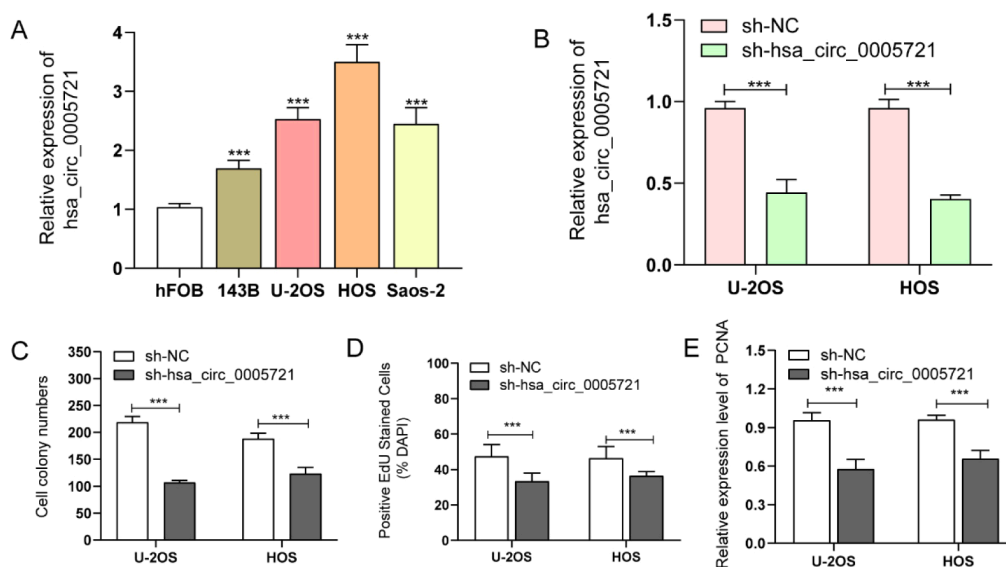 A
Relative expression of
hsa_circ_0005721
4
3
2
1
0
***
***
***
***
hFOB 143B U-2OS HOS Saos-2
B
Relative expression of
hsa_circ_0005721
1.5
1.0
0.5
0.0
sh-NC
sh-hsa_circ_0005721
***
***
U-2OS HOS
C
Cell colony numbers
350
300
250
200
150
100
50
0
sh-NC
sh-hsa_circ_0005721
***
***
U-2OS HOS
D
Positive EdU Stained Cells
(% DAPI)
100
80
60
40
20
0
sh-NC
sh-hsa_circ_0005721
***
***
U-2OS HOS
E
Relative expression level of PCNA
1.5
1.2
0.9
0.6
0.3
0.0
sh-NC
sh-hsa_circ_0005721
***
***
U-2OS HOS